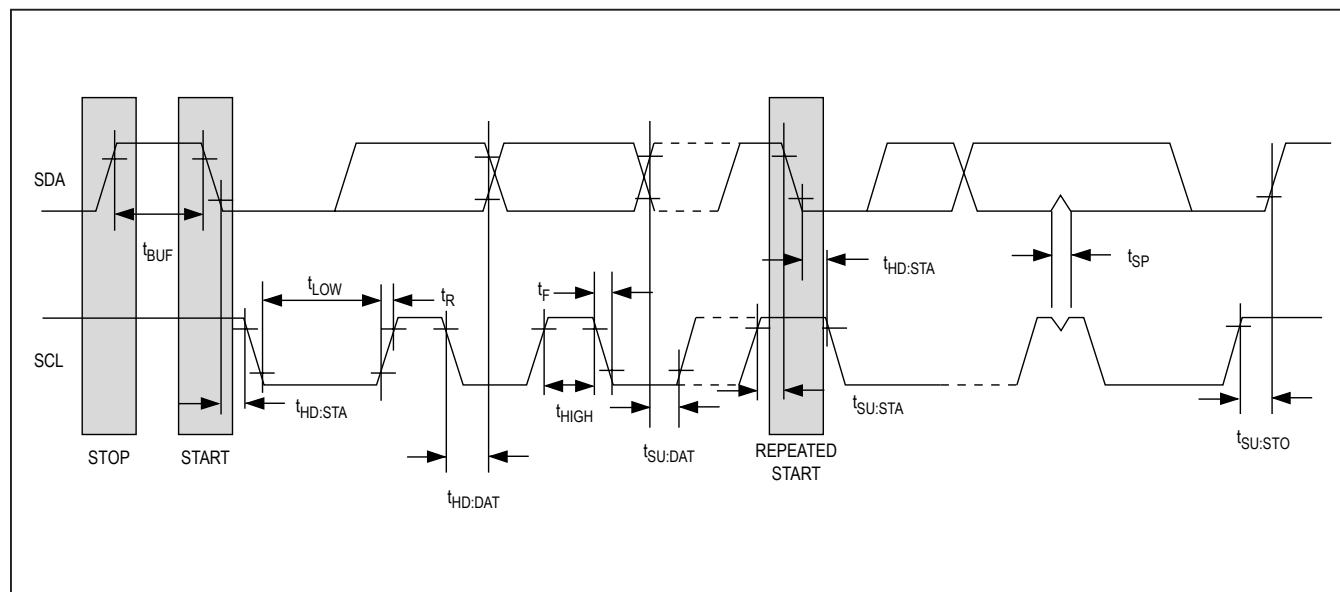 SDA
tBUF
tHD:STA
tSP
tLOW
tR
tF
SCL
tHD:STA
tHIGH
tSU:STA
tSU:DAT
tSU:STO
STOP
START
REPEATED
START
tHD:DAT